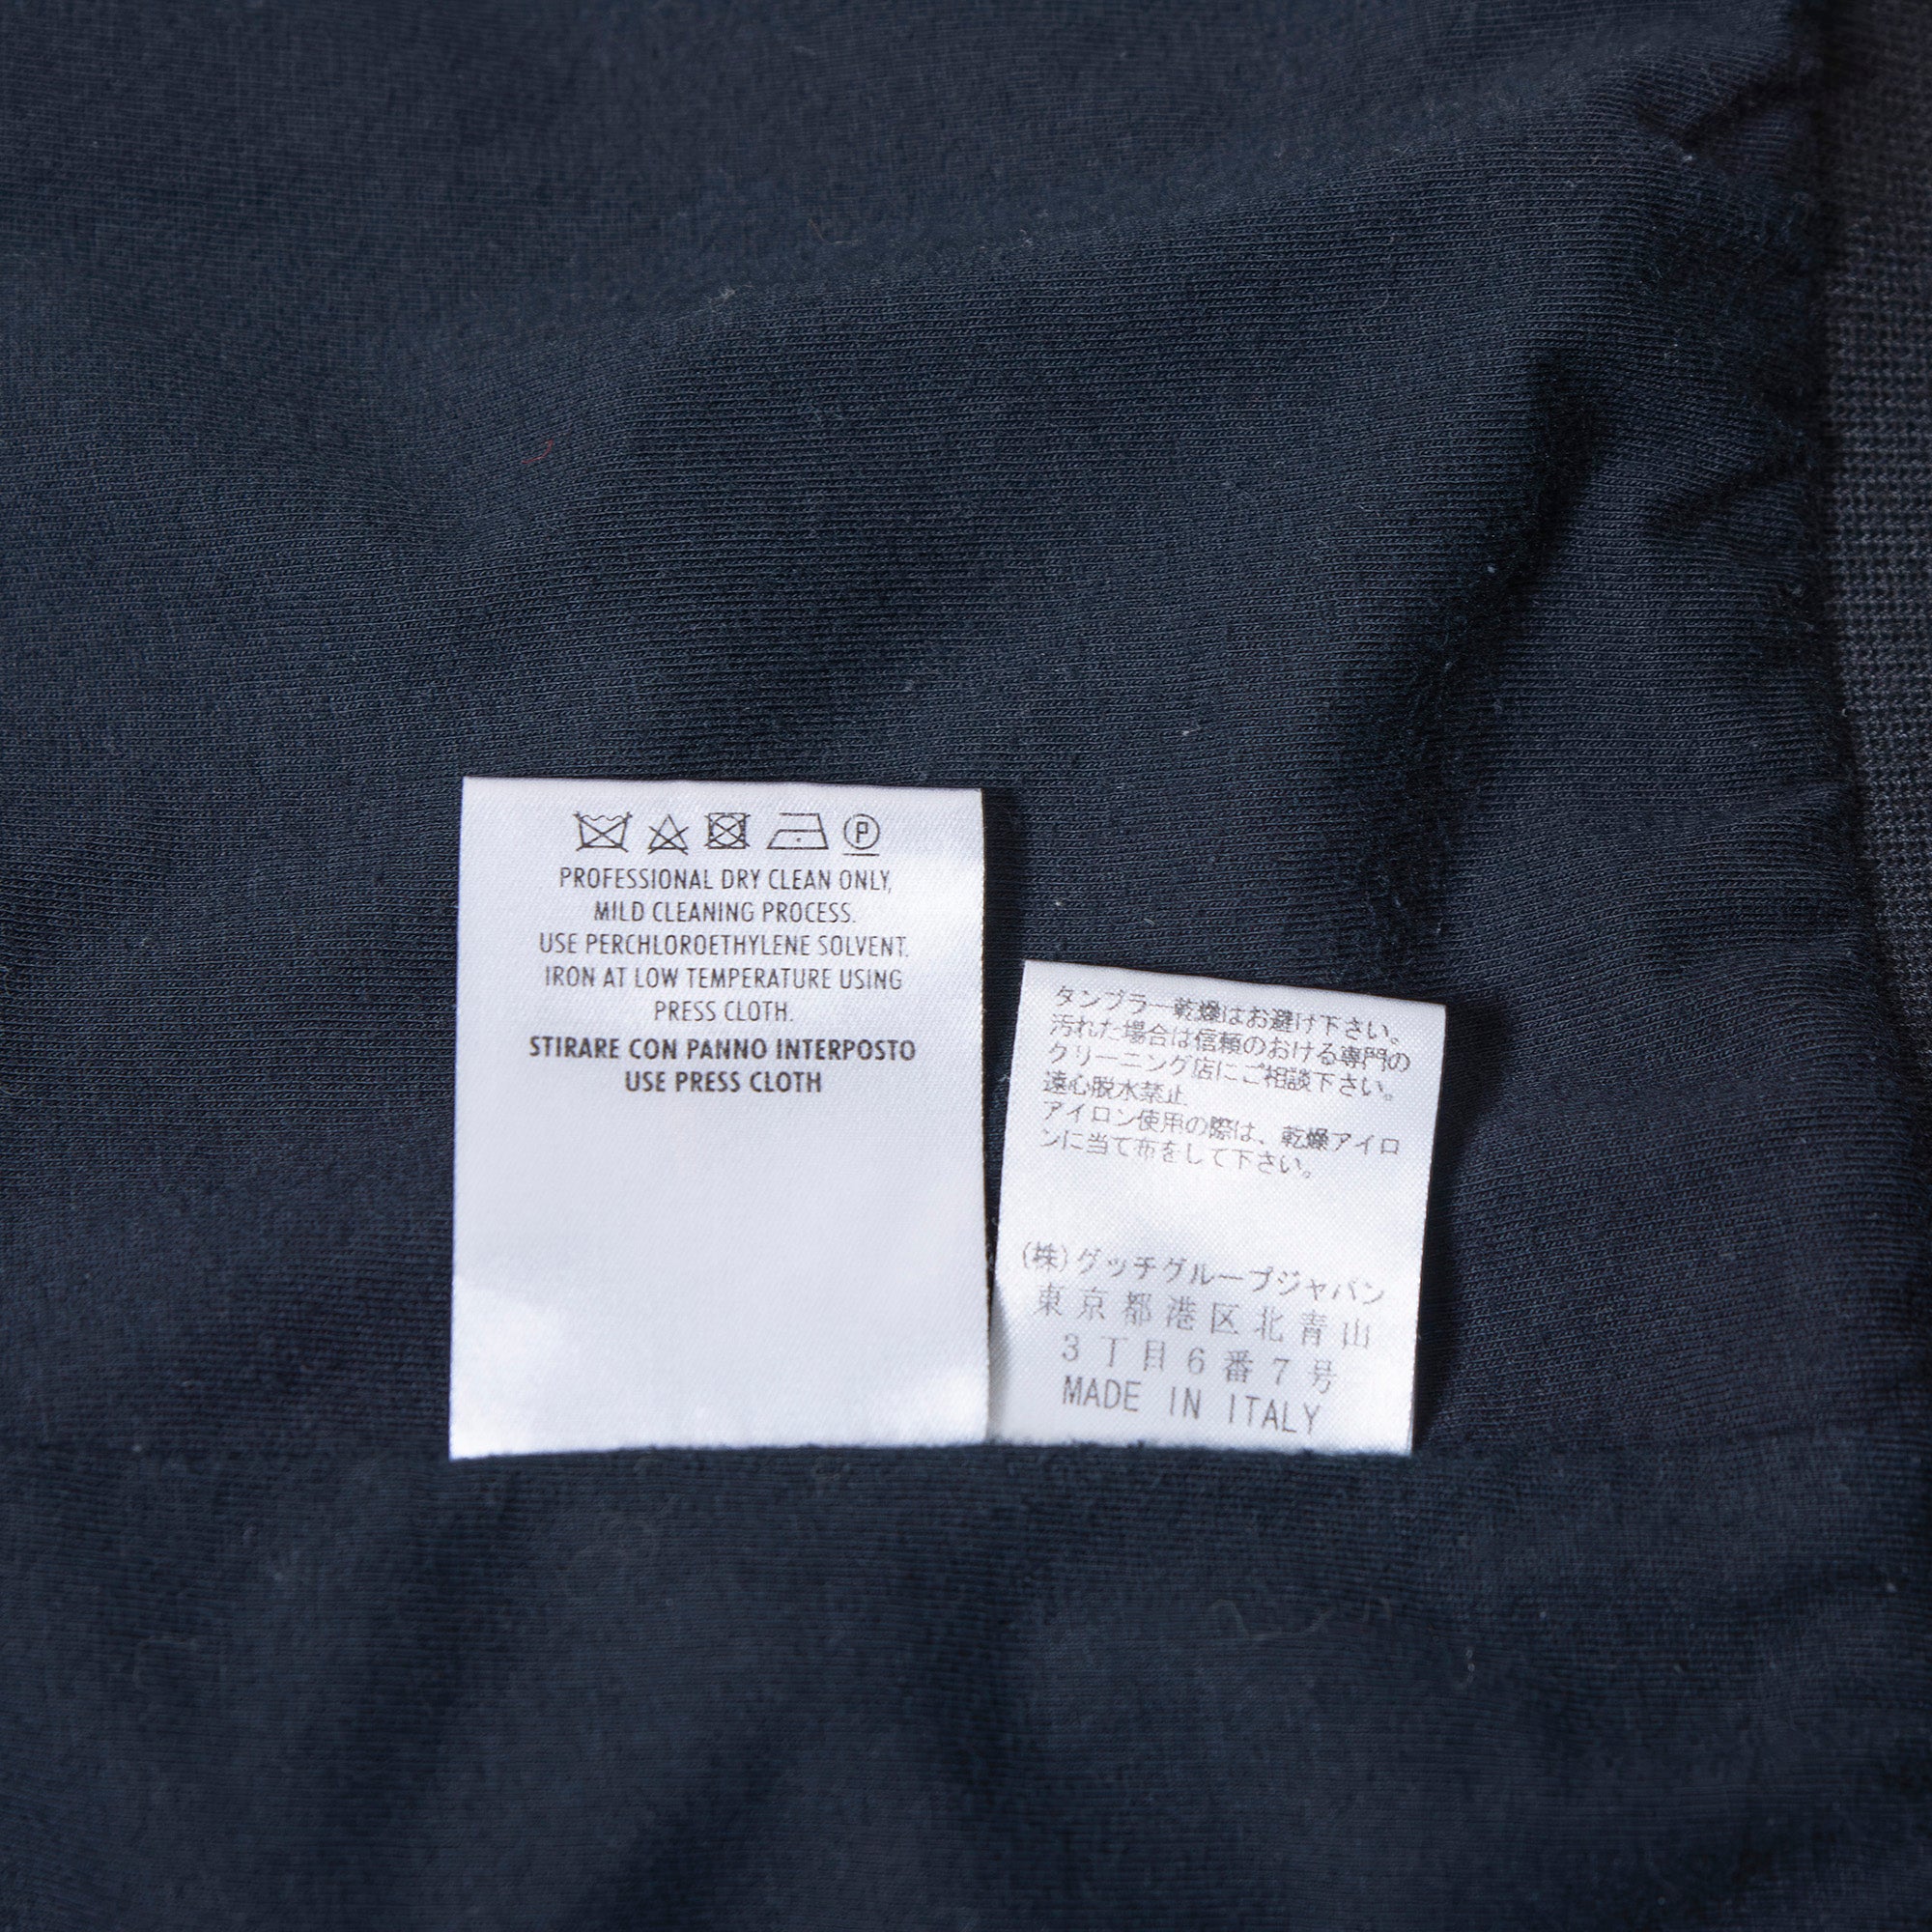 PROFESSIONAL DRY CLEAN ONLY,
MILD CLEANING PROCESS.
USE PERCHLOROETHYLENE SOLVENT.
IRON AT LOW TEMPERATURE USING
PRESS CLOTH.
STIRARE CON PANNO INTERPOSTO
USE PRESS CLOTH
タンブラー乾燥はお避け下さい。
汚れた場合は信頼のおける専門の
クリーニング店にご相談下さい。
遠心脱水禁止
アイロン使用の際は、乾燥アイロ
ンに当て布をして下さい。
(株)グッチグループジャパン
東京都港区北青山
3丁目6番7号
MADE IN ITALY